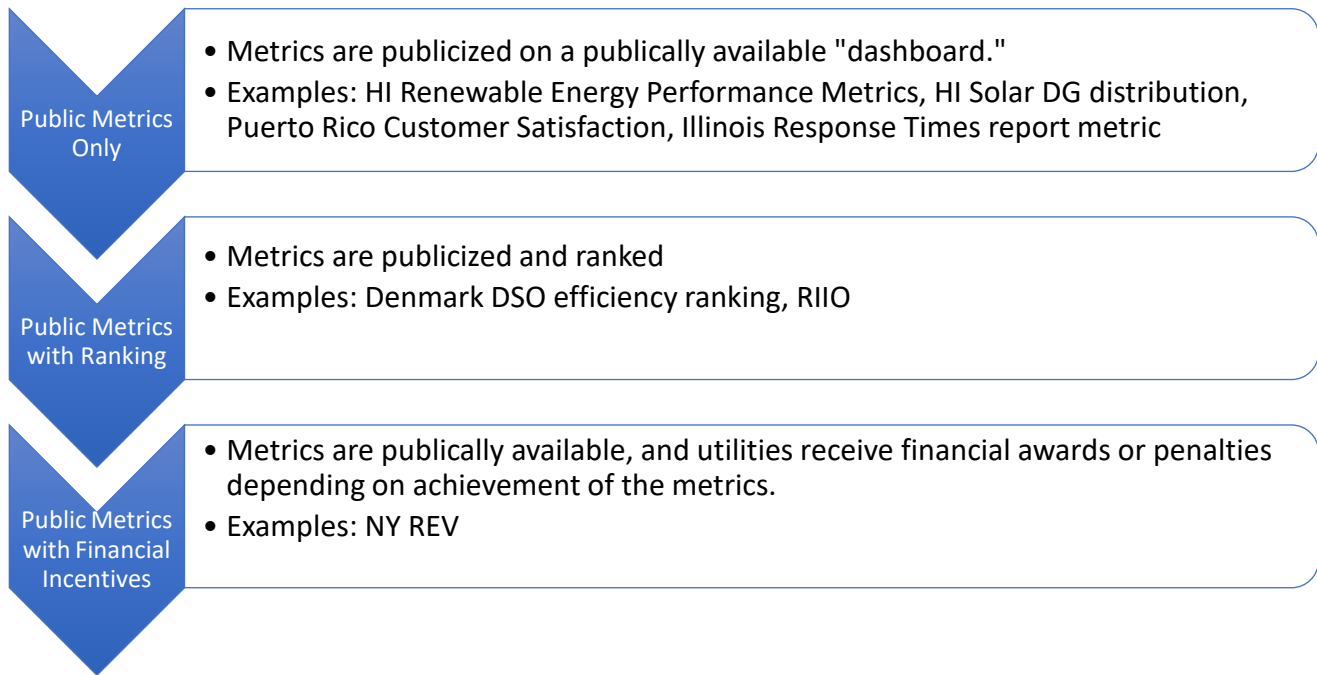 Public Metrics
Only
• Metrics are publicized on a publically available "dashboard."
• Examples: HI Renewable Energy Performance Metrics, HI Solar DG distribution,
Puerto Rico Customer Satisfaction, Illinois Response Times report metric
Public Metrics
with Ranking
• Metrics are publicized and ranked
• Examples: Denmark DSO efficiency ranking, RIIO
Public Metrics
with Financial
Incentives
• Metrics are publically available, and utilities receive financial awards or penalties
depending on achievement of the metrics.
• Examples: NY REV